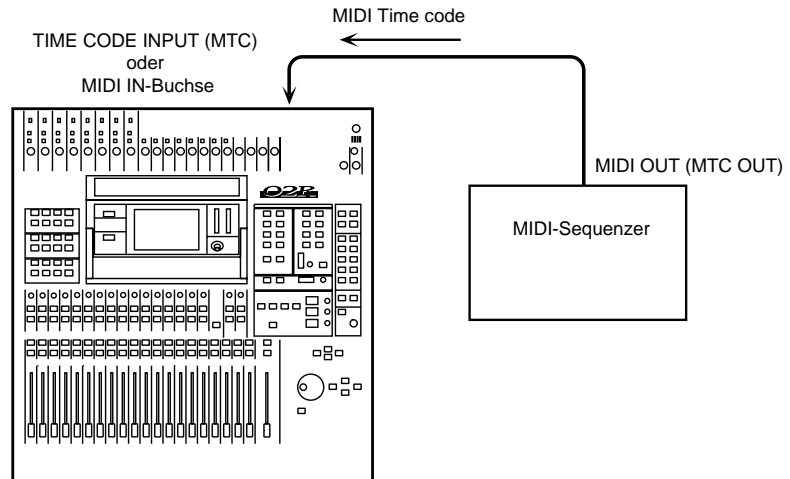 MIDI Time code
TIME CODE INPUT (MTC)
oder
MIDI IN-Buchse
02R
MIDI OUT (MTC OUT)
MIDI-Sequenzer